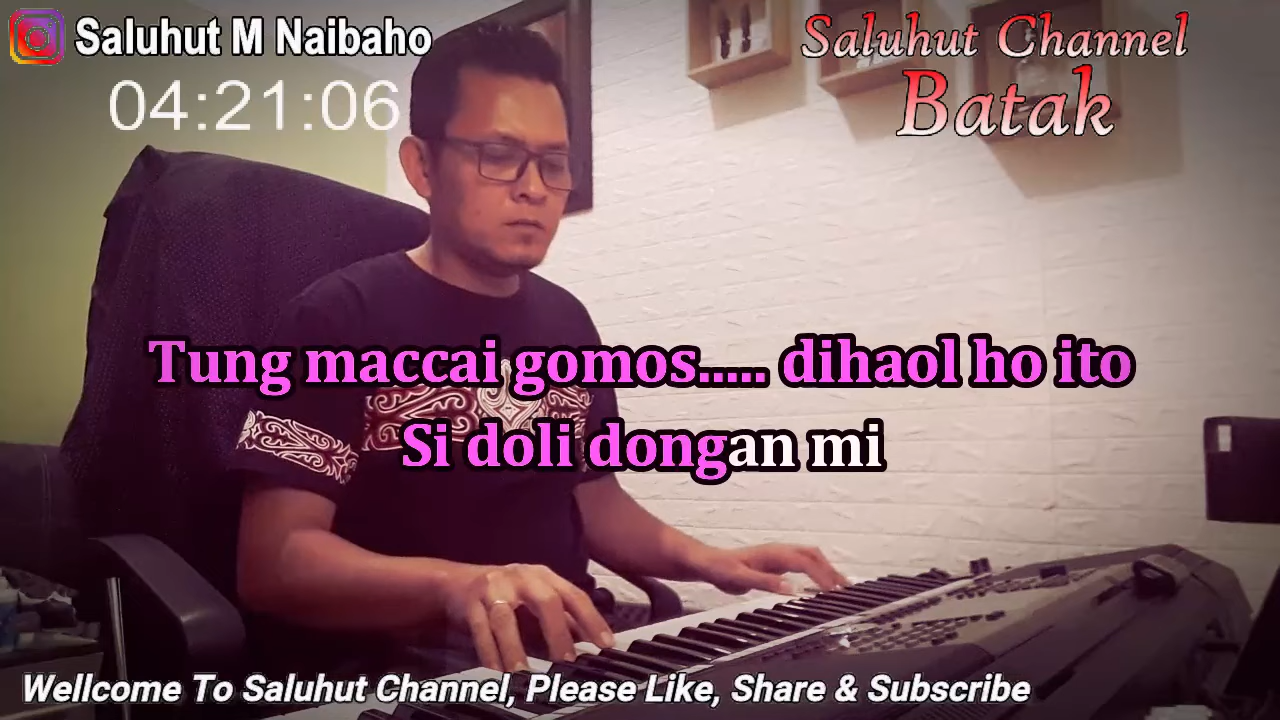 Saluhut M Naibaho
Saluhut Channel
Batak
04:21:06
Tung maccai gomos..... dihaol ho ito
Si doli dongan mi
Wellcome To Saluhut Channel, Please Like, Share & Subscribe